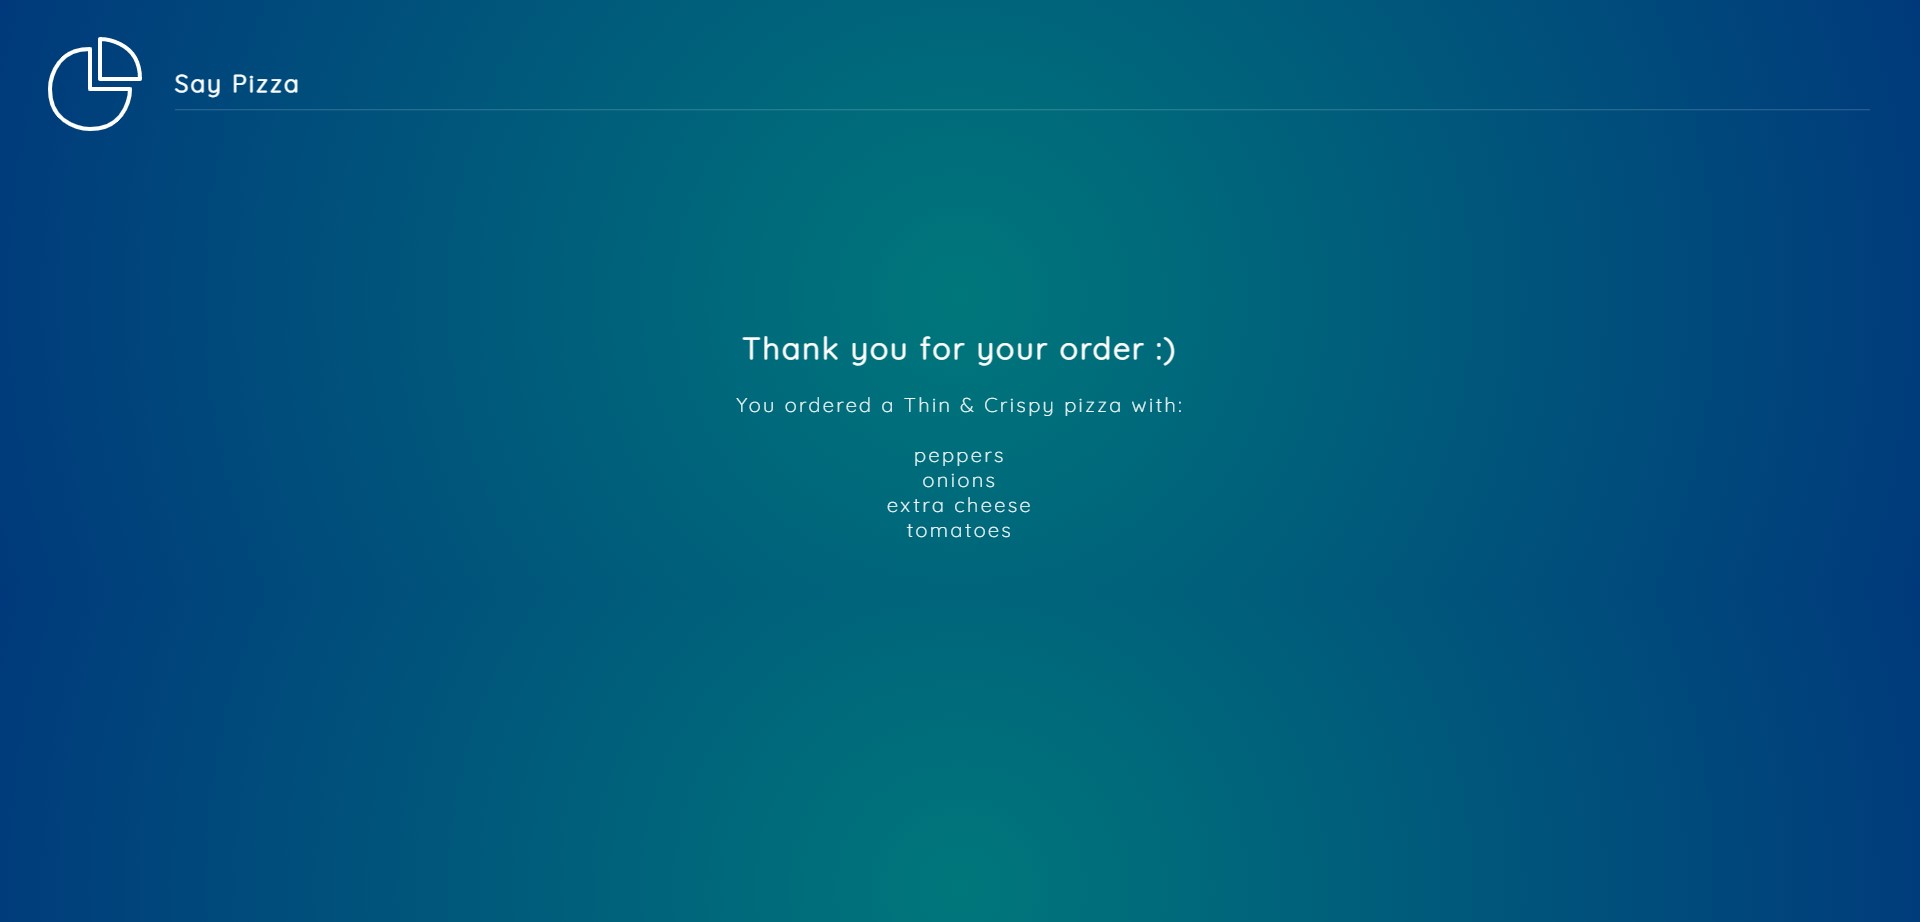 Say Pizza
Thank you for your order :)
You ordered a Thin & Crispy pizza with:
peppers
onions
extra cheese
tomatoes